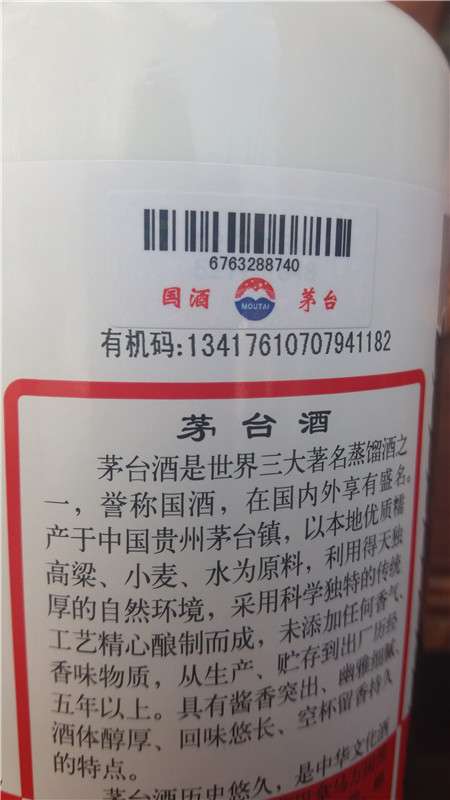 6763288740
国酒 MOUTAI 茅台
有机码:13417610707941182
茅台酒
茅台酒是世界三大著名蒸馏酒之
一，誉称国酒，在国内外享有盛名。
产于中国贵州茅台镇，以本地优质糯
高粱、小麦、水为原料，利用得天独
厚的自然环境，采用科学独特的传统
工艺精心酿制而成，未添加任何香气、
香味物质，从生产、贮存到出厂历经
五年以上。具有酱香突出、幽雅细腻、
酒体醇厚、回味悠长、空杯留香持久
的特点。
茅台酒历史悠久，是中华文化酒